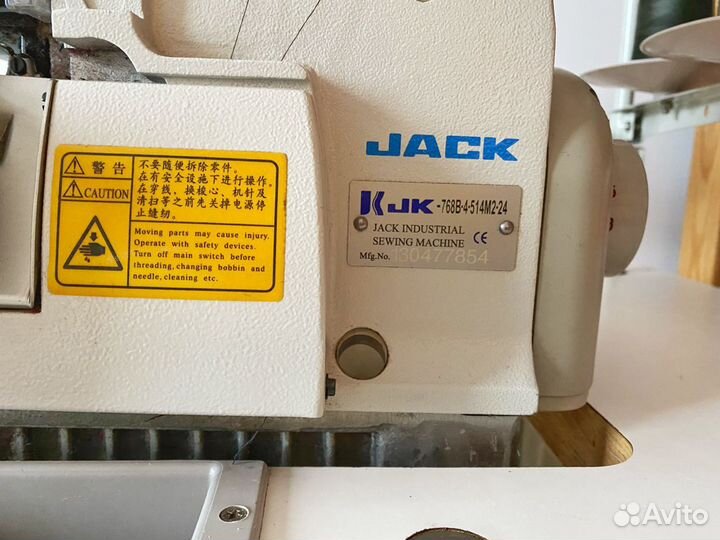 JACK
JK-768B-4-514M2-24
JACK INDUSTRIAL
SEWING MACHINE CE
Mfg.No. 130477854
警告
CAUTION
不要随便拆除零件。
在有安全设施下进行操作。
在穿线、换梭心、机针及
清扫等之前先关掉电源停
止缝纫。
Moving parts may cause injury.
Operate with safety devices.
Turn off main switch before
threading,changing bobbin and
needle,cleaning etc.
Avito